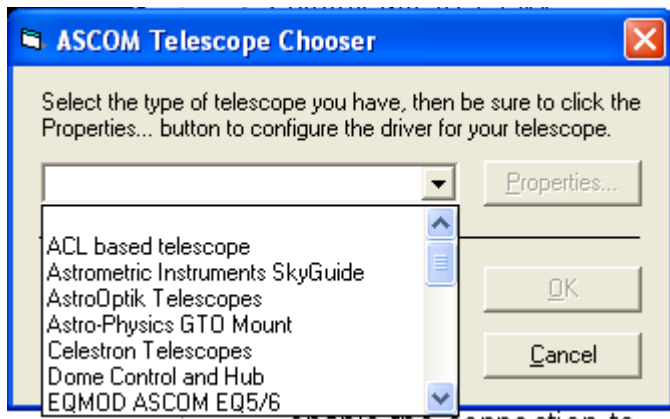 ASCOM Telescope Chooser
Select the type of telescope you have, then be sure to click the
Properties... button to configure the driver for your telescope.
Properties...
ACL based telescope
Astrometric Instruments SkyGuide
AstroOptik Telescopes
Astro-Physics GTO Mount
Celestron Telescopes
Dome Control and Hub
EQMOD ASCOM EQ5/6
OK
Cancel